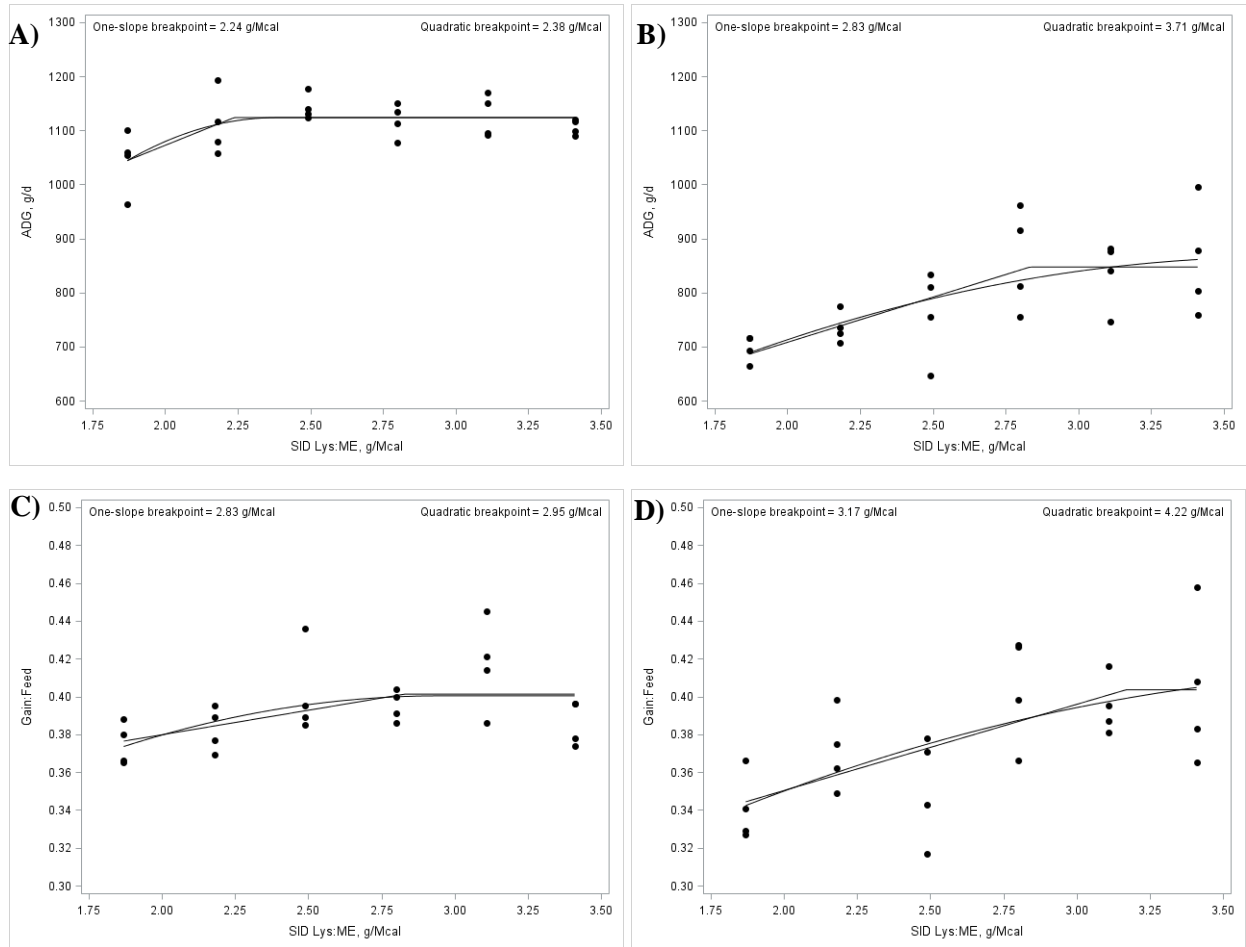 A)
One-slope breakpoint = 2.24 g/Mcal Quadratic breakpoint = 2.38 g/Mcal
1300
1200
1100
1000
900
800
700
600
ADG, g/d
1.75 2.00 2.25 2.50 2.75 3.00 3.25 3.50
SID Lys:ME, g/Mcal
B)
One-slope breakpoint = 2.83 g/Mcal Quadratic breakpoint = 3.71 g/Mcal
1300
1200
1100
1000
900
800
700
600
ADG, g/d
1.75 2.00 2.25 2.50 2.75 3.00 3.25 3.50
SID Lys:ME, g/Mcal
C)
One-slope breakpoint = 2.83 g/Mcal Quadratic breakpoint = 2.95 g/Mcal
0.50
0.48
0.46
0.44
0.42
0.40
0.38
0.36
0.34
0.32
0.30
Gain:Feed
1.75 2.00 2.25 2.50 2.75 3.00 3.25 3.50
SID Lys:ME, g/Mcal
D)
One-slope breakpoint = 3.17 g/Mcal Quadratic breakpoint = 4.22 g/Mcal
0.50
0.48
0.46
0.44
0.42
0.40
0.38
0.36
0.34
0.32
0.30
Gain:Feed
1.75 2.00 2.25 2.50 2.75 3.00 3.25 3.50
SID Lys:ME, g/Mcal